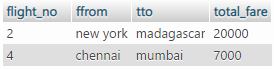 flight_no ffrom tto total_fare
2 new york madagascar 20000
4 chennai mumbai 7000